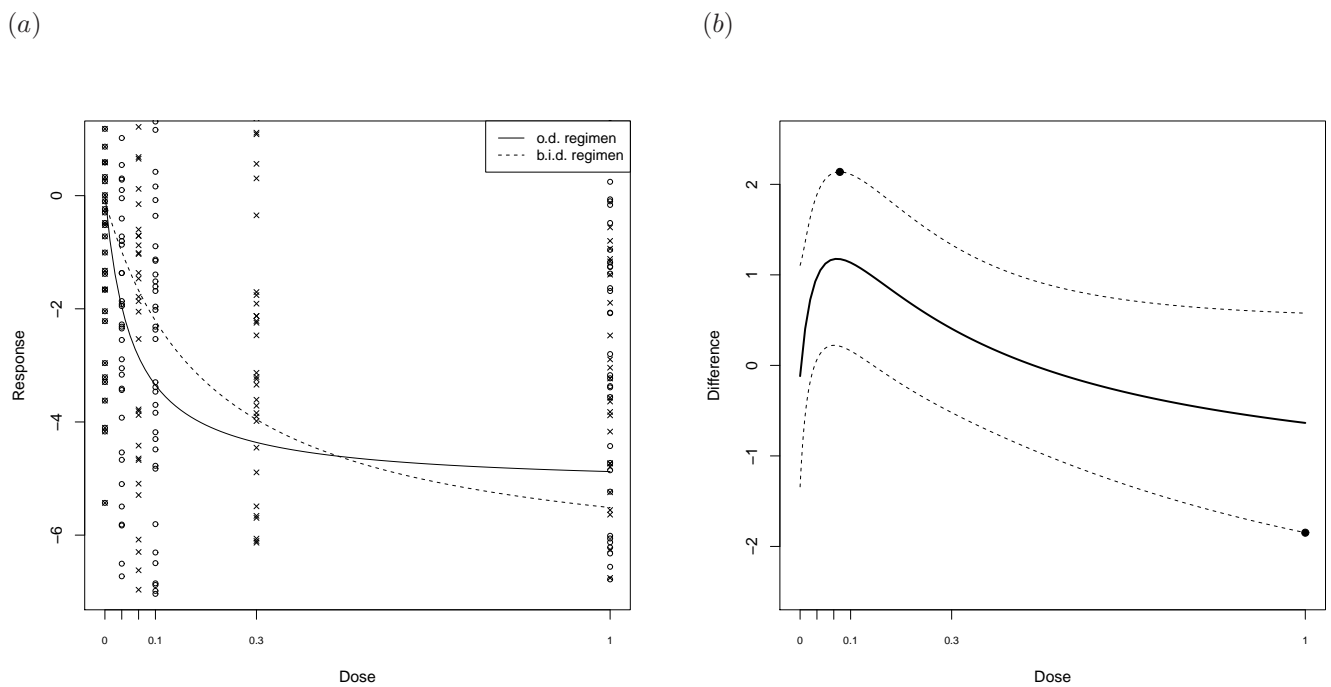 (a)
(b)
o.d. regimen
b.i.d. regimen
Response
0
−2
−4
−6
0
0.1
0.3
1
Dose
Difference
2
1
0
−1
−2
0
0.1
0.3
1
Dose